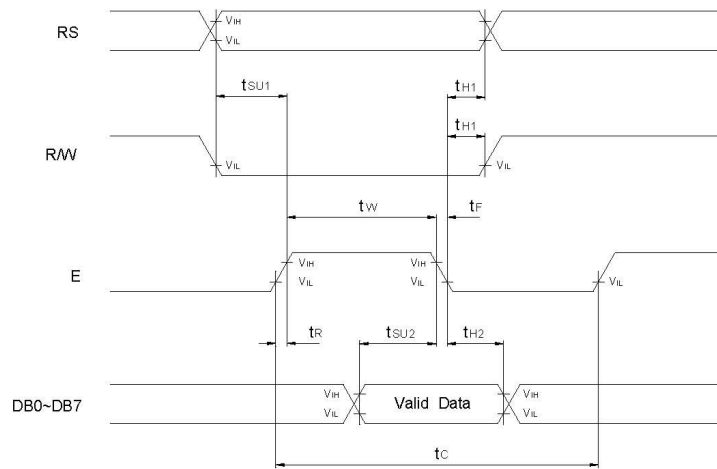 RS
VIH
VIL
tSU1
tH1
tH1
R/W
VIL
VIL
tW
tF
E
VIH
VIL
VIH
VIL
VIL
tR
tSU2
tH2
DB0~DB7
VIH
VIL
Valid Data
VIH
VIL
tC